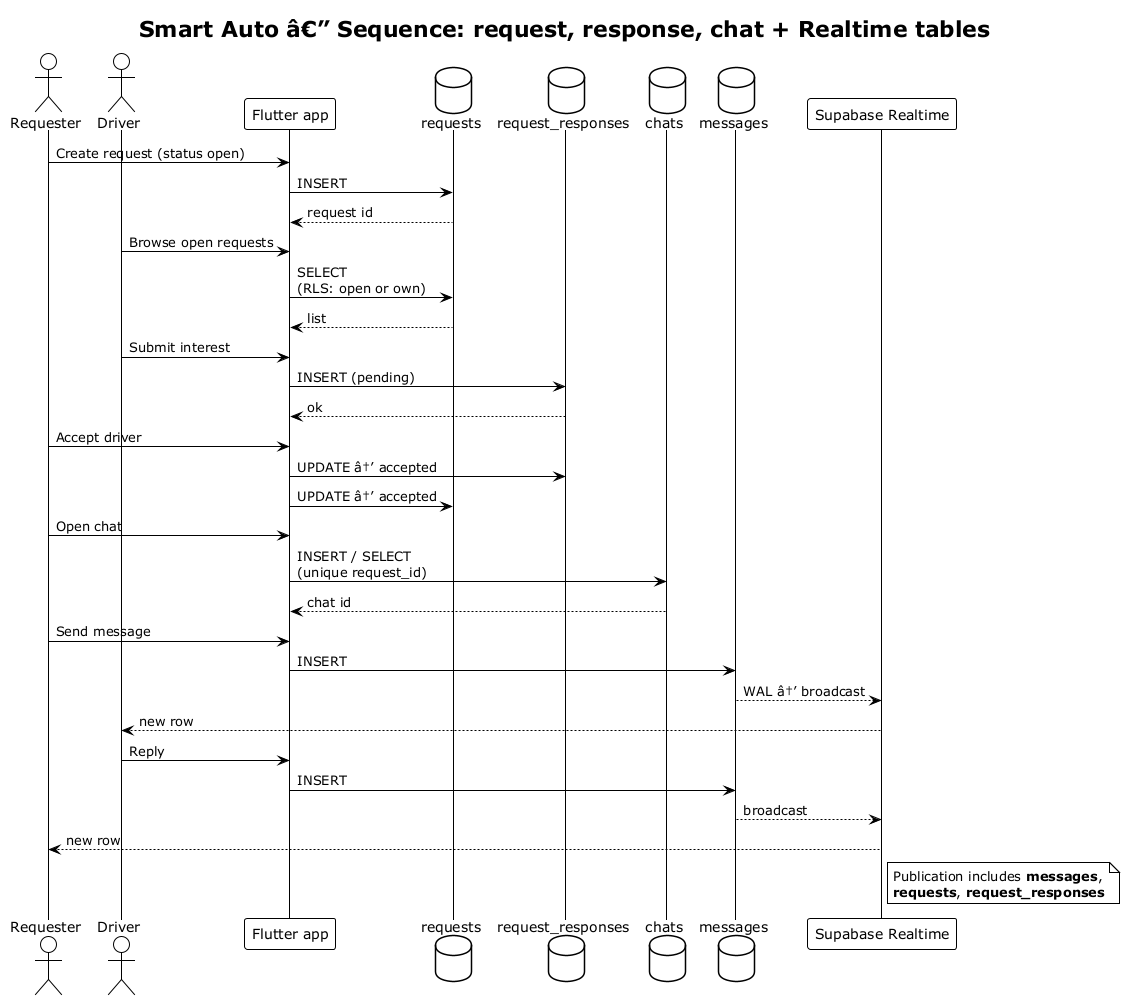 Smart Auto â€” Sequence: request, response, chat + Realtime tables
Requester
Driver
Flutter app
requests
request_responses
chats
messages
Supabase Realtime
Create request (status open)
INSERT
request id
Browse open requests
SELECT
(RLS: open or own)
list
Submit interest
INSERT (pending)
ok
Accept driver
UPDATE â†’ accepted
UPDATE â†’ accepted
Open chat
INSERT / SELECT
(unique request_id)
chat id
Send message
INSERT
WAL â†’ broadcast
new row
Reply
INSERT
broadcast
new row
Publication includes messages,
requests, request_responses
Requester
Driver
Flutter app
requests
request_responses
chats
messages
Supabase Realtime